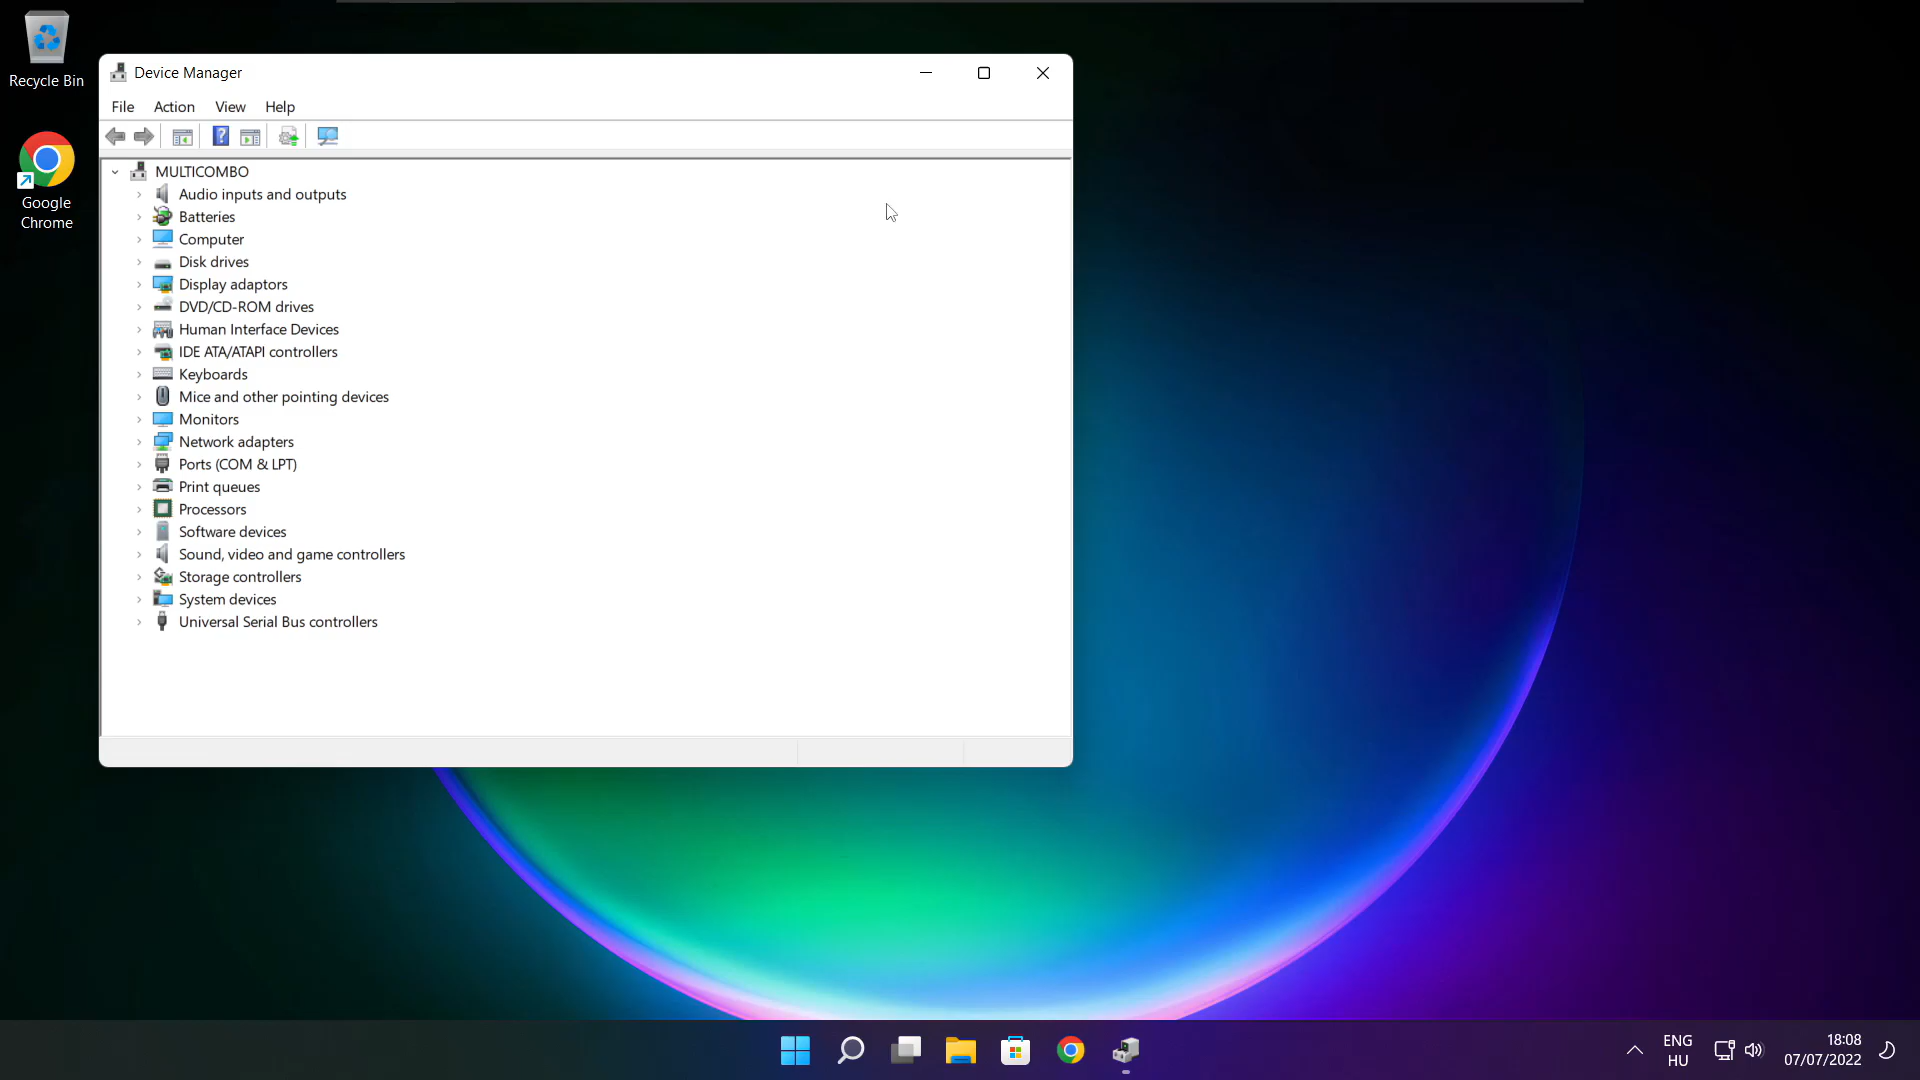 Recycle Bin
Google
Chrome
Device Manager
File Action View Help
MULTICOMBO
Audio inputs and outputs
Batteries
Computer
Disk drives
Display adaptors
DVD/CD-ROM drives
Human Interface Devices
IDE ATA/ATAPI controllers
Keyboards
Mice and other pointing devices
Monitors
Network adapters
Ports (COM & LPT)
Print queues
Processors
Software devices
Sound, video and game controllers
Storage controllers
System devices
Universal Serial Bus controllers
ENG
HU
18:08
07/07/2022